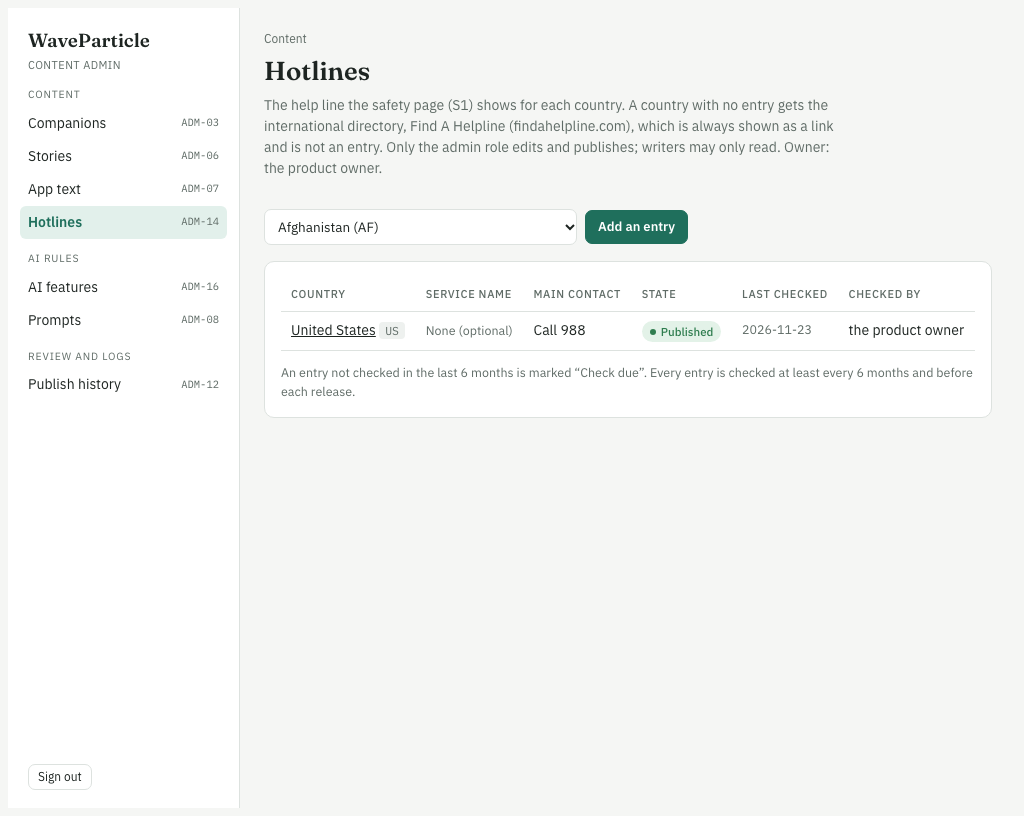 WaveParticle
CONTENT ADMIN
CONTENT
Companions ADM-03
Stories ADM-06
App text ADM-07
Hotlines ADM-14
AI RULES
AI features ADM-16
Prompts ADM-08
REVIEW AND LOGS
Publish history ADM-12
Sign out
Content
Hotlines
The help line the safety page (S1) shows for each country. A country with no entry gets the
international directory, Find A Helpline (findahelpline.com), which is always shown as a link
and is not an entry. Only the admin role edits and publishes; writers may only read. Owner:
the product owner.
Afghanistan (AF) Add an entry
COUNTRY SERVICE NAME MAIN CONTACT STATE LAST CHECKED CHECKED BY
United States US None (optional) Call 988 Published 2026-11-23 the product owner
An entry not checked in the last 6 months is marked “Check due”. Every entry is checked at least every 6 months and before
each release.